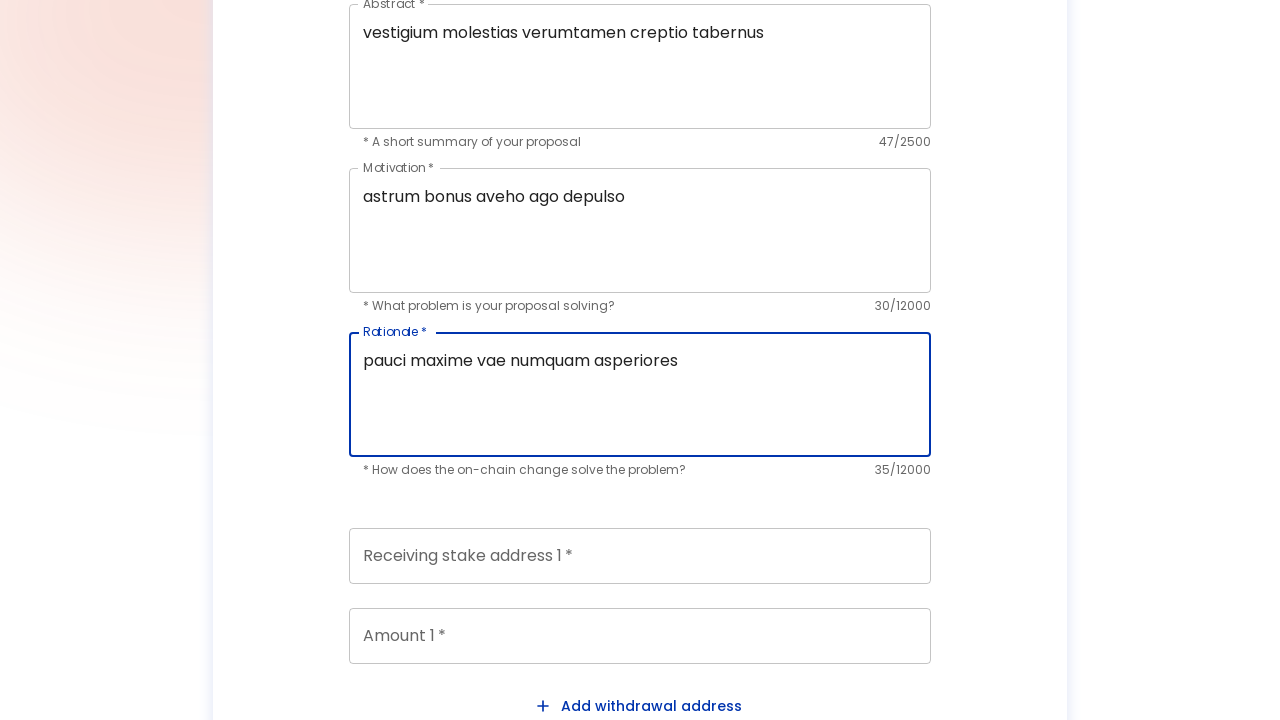 Abstract *
vestigium molestias verumtamen creptio tabernus
* A short summary of your proposal 47/2500
Motivation *
astrum bonus aveho ago depulso
* What problem is your proposal solving? 30/12000
Rationale *
pauci maxime vae numquam asperiores
* How does the on-chain change solve the problem? 35/12000
Receiving stake address 1 *
Amount 1 *
Add withdrawal address